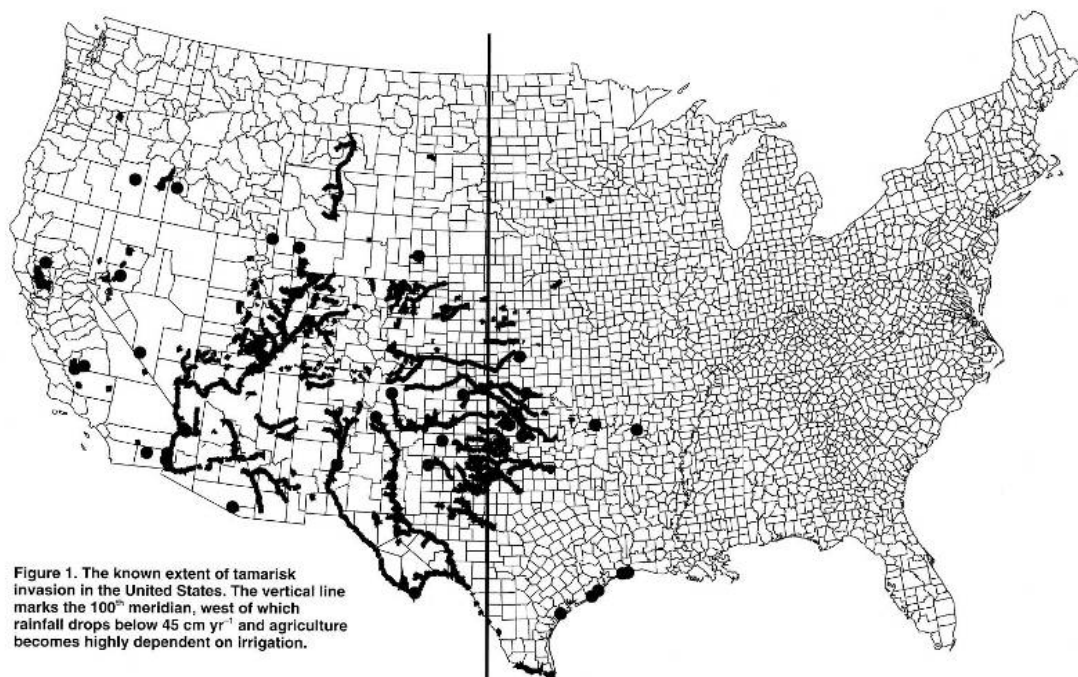 Figure 1. The known extent of tamarisk
invasion in the United States. The vertical line
marks the 100th meridian, west of which
rainfall drops below 45 cm yr⁻¹ and agriculture
becomes highly dependent on irrigation.